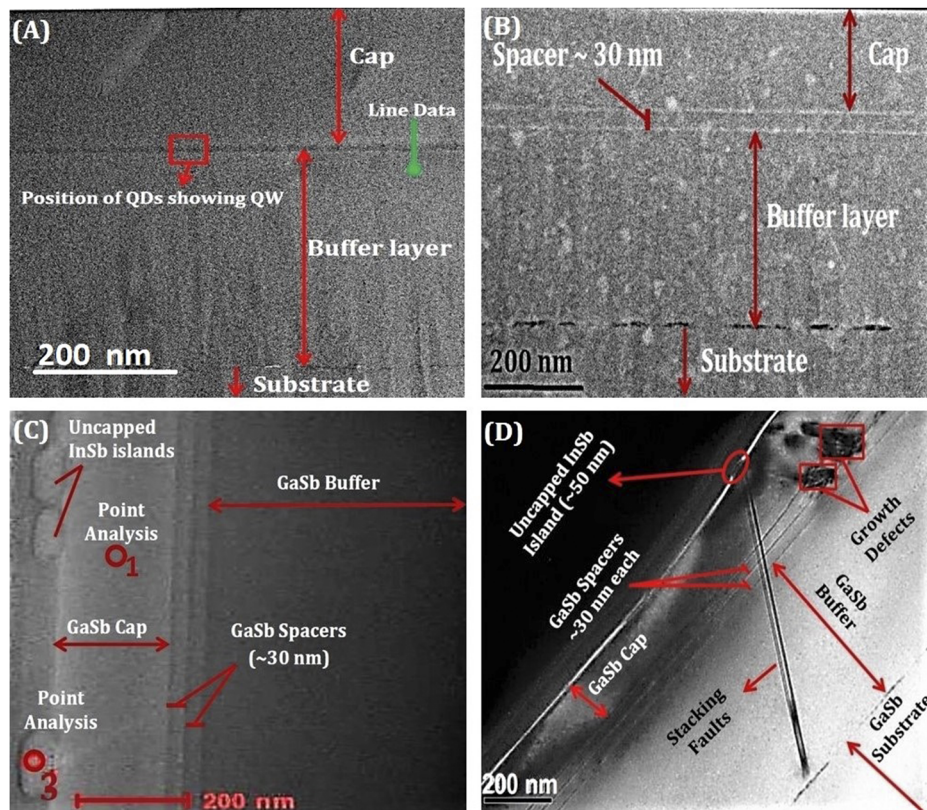 (A)
Cap
Line Data
Position of QDs showing QW
Buffer layer
200 nm
Substrate
(B)
Spacer ~ 30 nm
Cap
Buffer layer
Substrate
200 nm
(C)
Uncapped
InSb islands
GaSb Buffer
Point
Analysis
1
GaSb Cap
GaSb Spacers
(~30 nm)
Point
Analysis
3
200 nm
(D)
Uncapped InSb
Island (~50 nm)
Growth
Defects
GaSb Spacers
~30 nm each
GaSb
Buffer
GaSb Cap
Stacking
Faults
GaSb
Substrate
200 nm